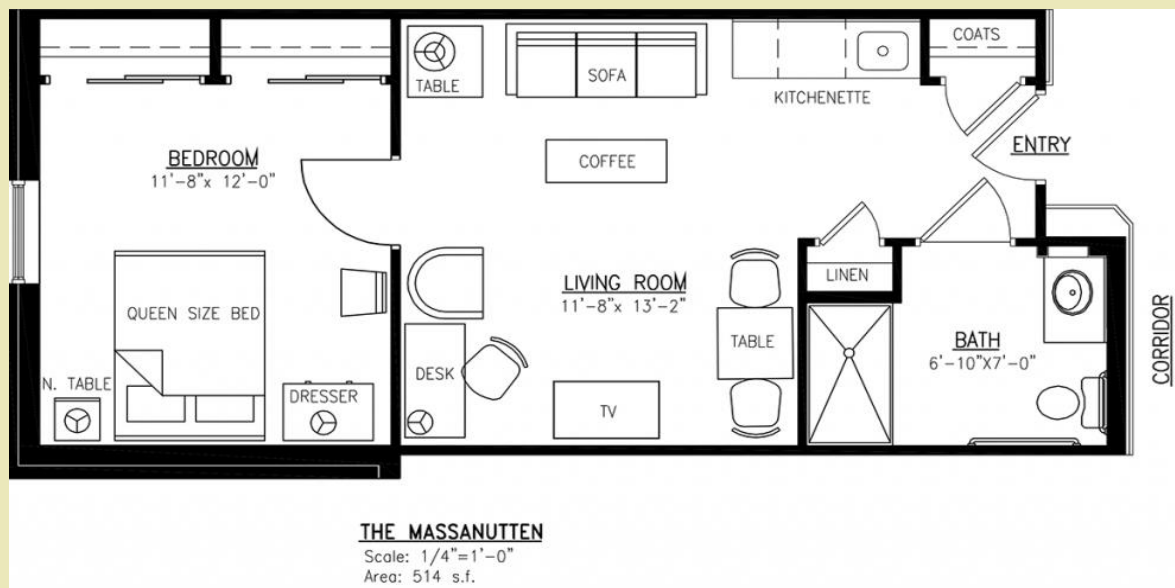 COATS
TABLE
SOFA
KITCHENETTE
ENTRY
BEDROOM
11'-8"x 12'-0"
COFFEE
LINEN
LIVING ROOM
11'-8"x 13'-2"
QUEEN SIZE BED
TABLE
BATH
6'-10"X7'-0"
CORRIDOR
N. TABLE
DRESSER
DESK
TV
THE MASSANUTTEN
Scale: 1/4"=1'-0"
Area: 514 s.f.